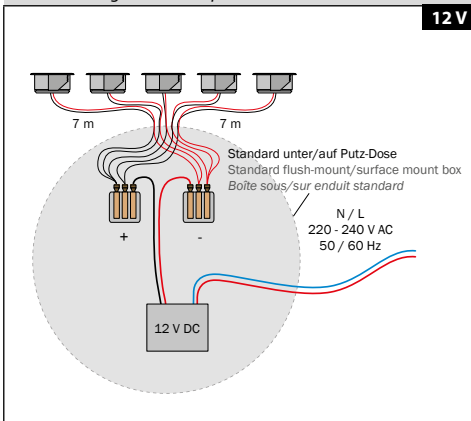 12 V
7 m
7 m
Standard unter/auf Putz-Dose
Standard flush-mount/surface mount box
Boîte sous/sur enduit standard
N / L
220 - 240 V AC
50 / 60 Hz
+
-
12 V DC